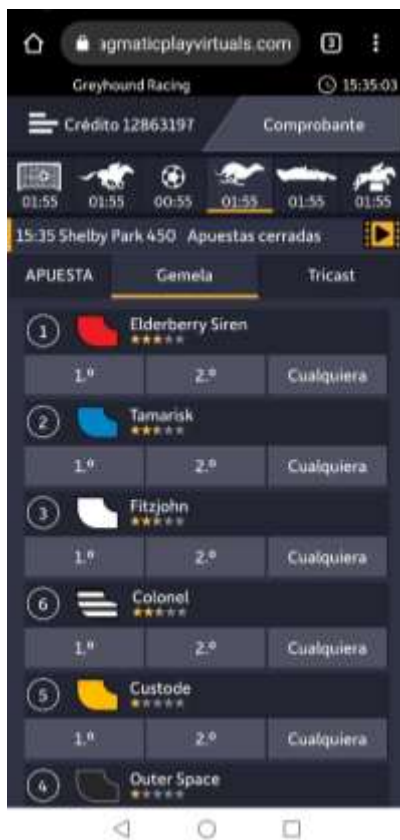 agmaticplayvirtuals.com 3
Greyhound Racing 15:35:03
Crédito 12863197 Comprobante
01:55 01:55 00:55 01:55 01:55 01:55
15:35 Shelby Park 450 Apuestas cerradas
APUESTA Gemela Tricast
1 Elderberry Siren
1.º 2.º Cualquiera
2 Tamarisk
1.º 2.º Cualquiera
3 Fitzjohn
1.º 2.º Cualquiera
6 Colonel
1.º 2.º Cualquiera
5 Custode
1.º 2.º Cualquiera
4 Outer Space